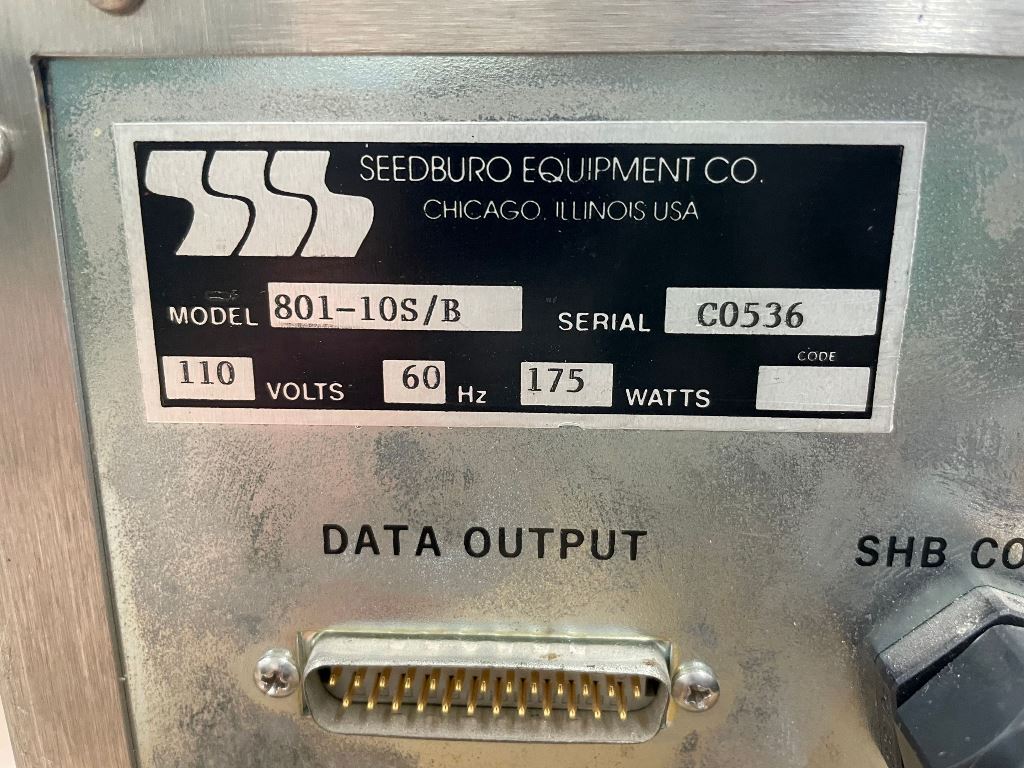 SEEDBURO EQUIPMENT CO.
CHICAGO. ILLINOIS USA
MODEL 801-10S/B SERIAL C0536
CODE
110 VOLTS 60 Hz 175 WATTS
DATA OUTPUT
SHB CO